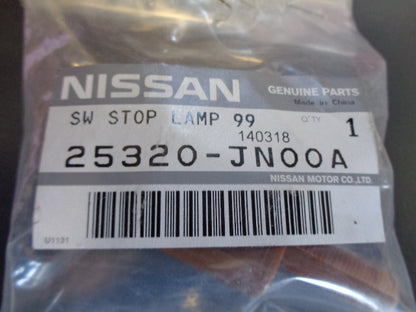 NISSAN GENUINE PARTS
Made in China
SW STOP LAMP 99 Q'TY 1
140318
25320-JN00A
NISSAN MOTOR CO.,LTD.
U1131